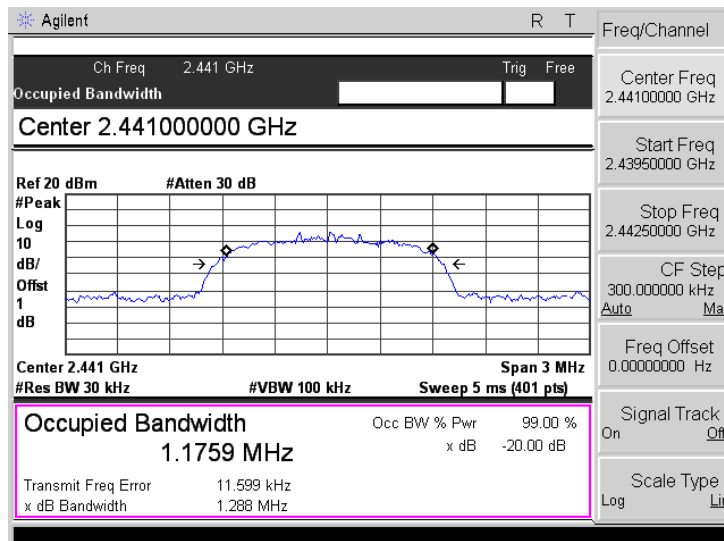 Agilent R T
Ch Freq 2.441 GHz Trig Free
Occupied Bandwidth
Center 2.441000000 GHz
Ref 20 dBm #Atten 30 dB
#Peak
Log
10
dB/
Offst
1
dB
Center 2.441 GHz Span 3 MHz
#Res BW 30 kHz #VBW 100 kHz Sweep 5 ms (401 pts)
Occupied Bandwidth Occ BW % Pwr 99.00 %
1.1759 MHz x dB -20.00 dB
Transmit Freq Error 11.599 kHz
x dB Bandwidth 1.288 MHz
Freq/Channel
Center Freq
2.44100000 GHz
Start Freq
2.43950000 GHz
Stop Freq
2.44250000 GHz
CF Step
300.000000 kHz
Auto Ma
Freq Offset
0.00000000 Hz
Signal Track
On Off
Scale Type
Log Li